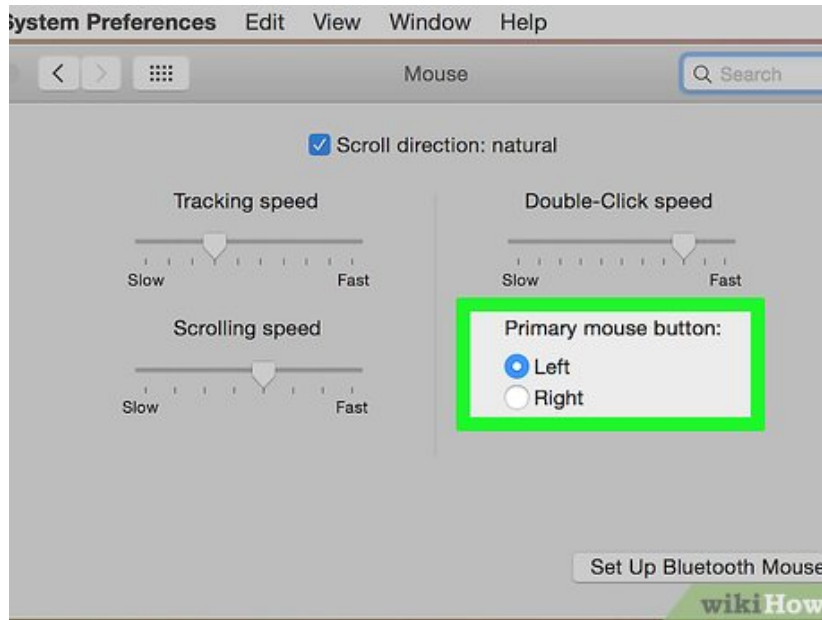 System Preferences Edit View Window Help
Mouse
Search
Scroll direction: natural
Tracking speed
Slow Fast
Double-Click speed
Slow Fast
Scrolling speed
Slow Fast
Primary mouse button:
Left
Right
Set Up Bluetooth Mouse
wikiHow